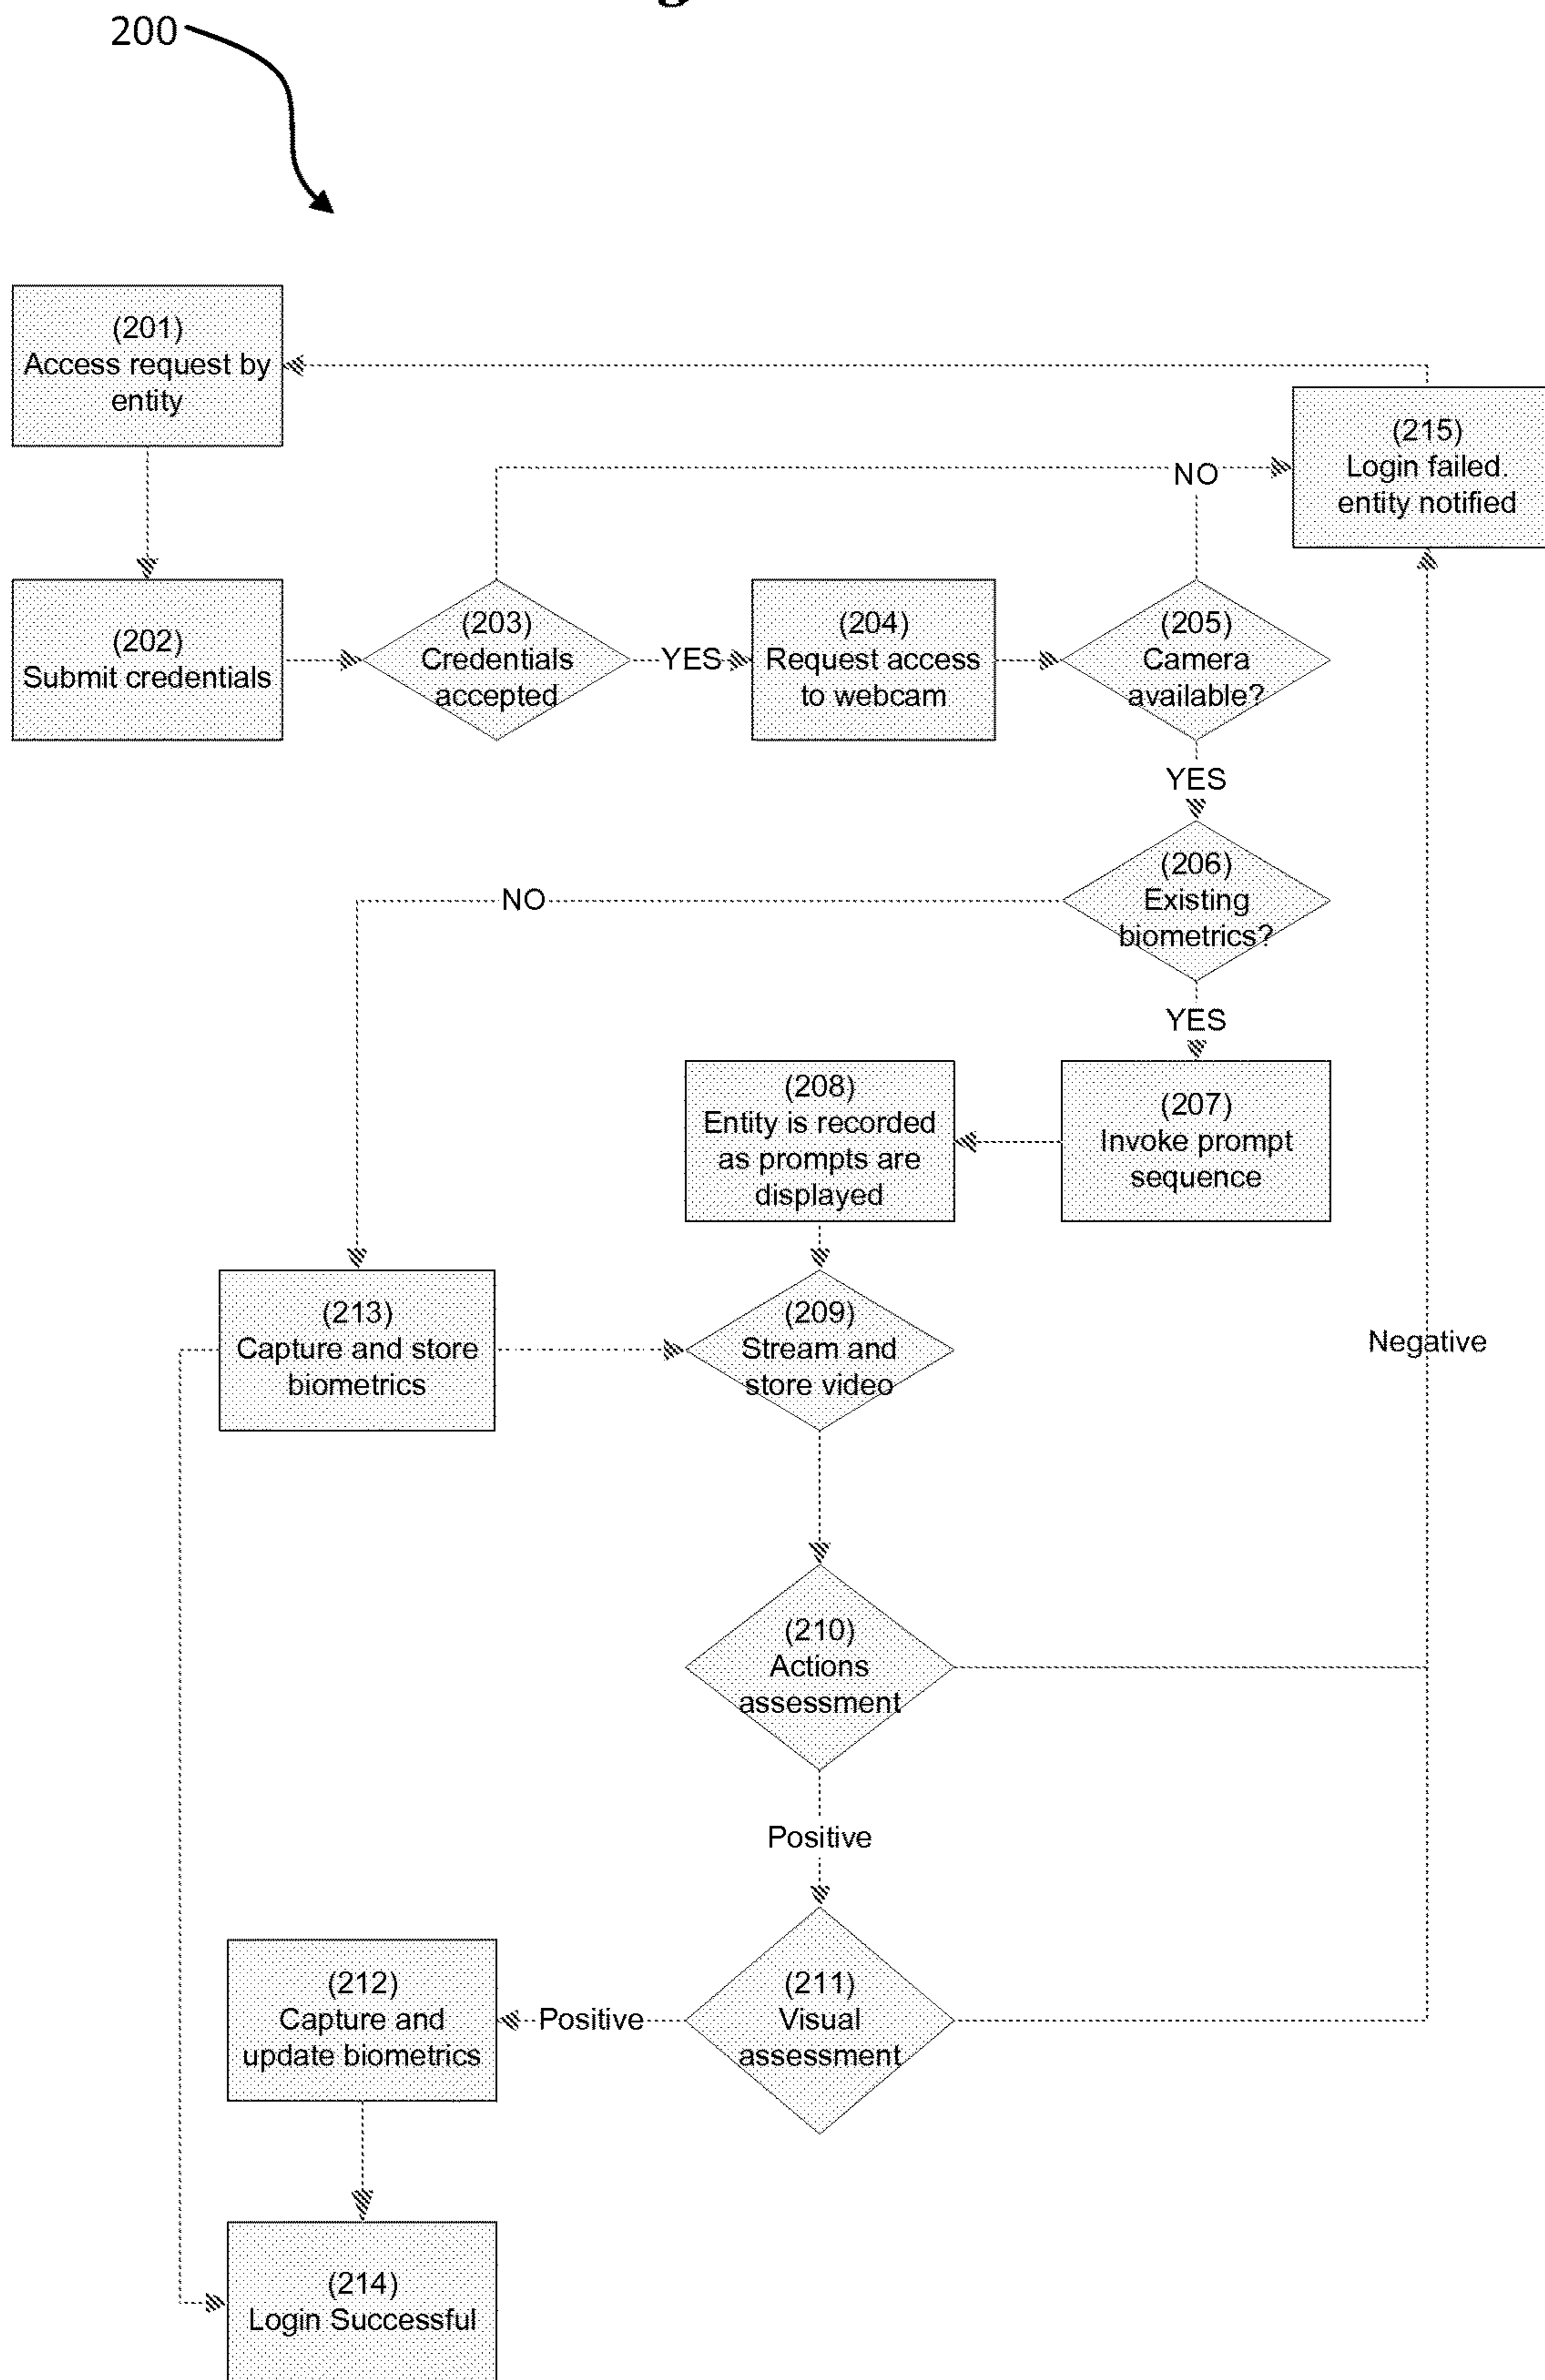 200
(201)
Access request by
entity
(215)
Login failed.
entity notified
NO
(202)
Submit credentials
(203)
Credentials
accepted
YES
(204)
Request access
to webcam
(205)
Camera
available?
YES
(206)
Existing
biometrics?
NO
YES
(208)
Entity is recorded
as prompts are
displayed
(207)
Invoke prompt
sequence
(213)
Capture and store
biometrics
(209)
Stream and
store video
Negative
(210)
Actions
assessment
Positive
(212)
Capture and
update biometrics
Positive
(211)
Visual
assessment
(214)
Login Successful